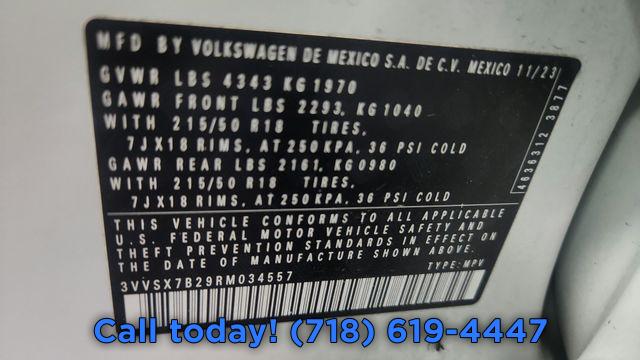 MFD BY VOLKSWAGEN DE MEXICO S.A. DE C.V. MEXICO 11/23
GVWR LBS 4343 KG 1970
GAWR FRONT LBS 2293, KG 1040
WITH 215/50 R18 TIRES,
7JX18 RIMS, AT 250 KPA, 36 PSI COLD
GAWR REAR LBS 2161, KG 0980
WITH 215/50 R18 TIRES,
7JX18 RIMS, AT 250 KPA, 36 PSI COLD
THIS VEHICLE CONFORMS TO ALL APPLICABLE
U.S. FEDERAL MOTOR VEHICLE SAFETY AND
THEFT PREVENTION STANDARDS IN EFFECT ON
THE DATE OF MANUFACTURE SHOWN ABOVE.
3VVSX7B29RM034557 TYPE: MPV
4636312 3877
Call today! (718) 619-4447